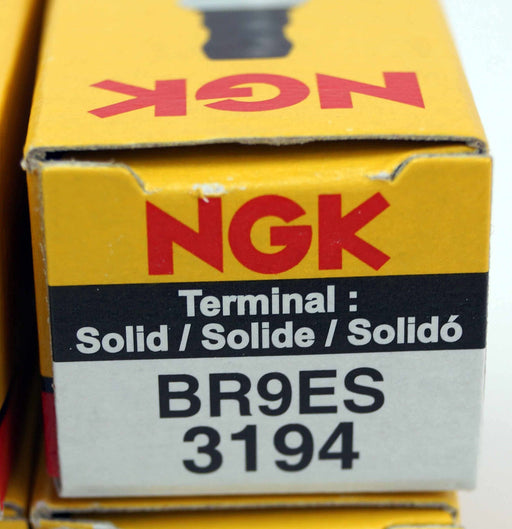 NGK
NGK
Terminal :
Solid / Solide / Solidó
BR9ES
3194